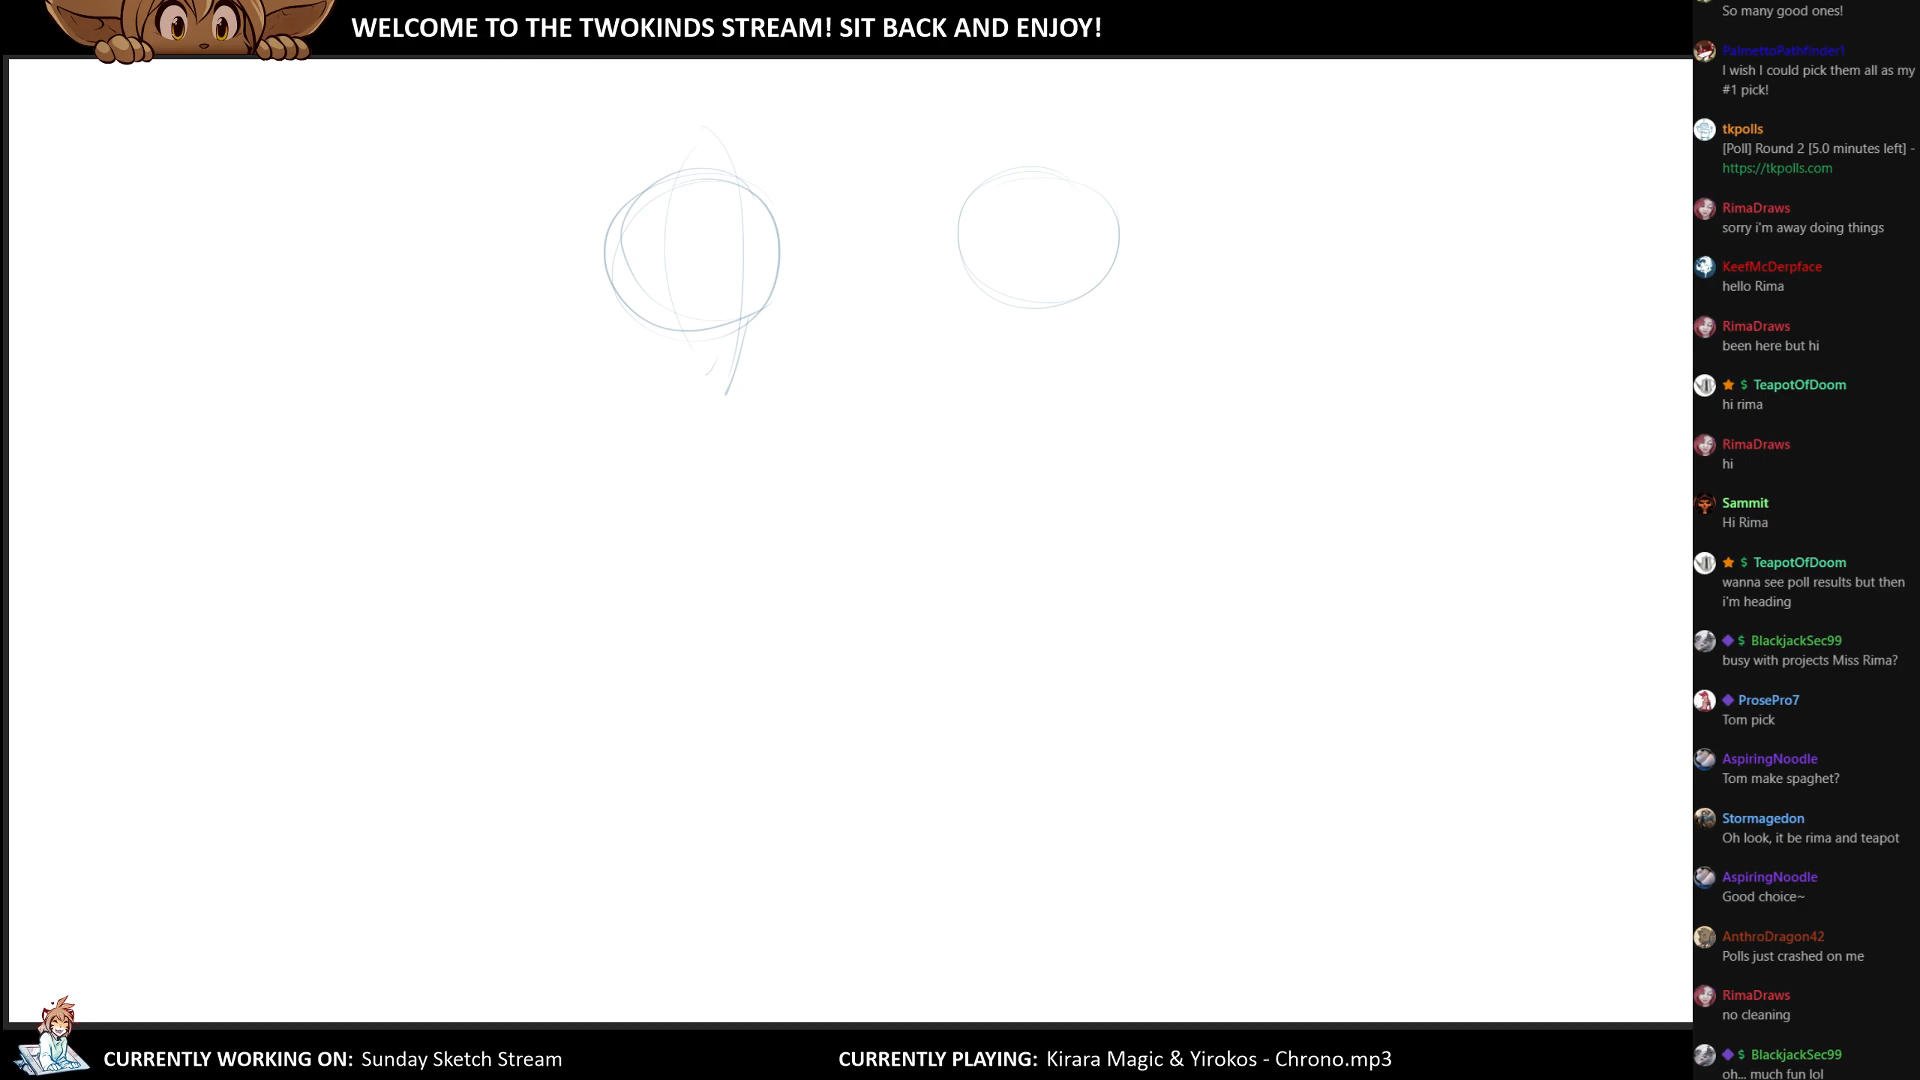 WELCOME TO THE TWOKINDS STREAM! SIT BACK AND ENJOY!
So many good ones!
PalmettoPathfinder1
I wish I could pick them all as my
#1 pick!
tkpolls
[Poll] Round 2 [5.0 minutes left] -
https://tkpolls.com
RimaDraws
sorry i'm away doing things
KeefMcDerpface
hello Rima
RimaDraws
been here but hi
$ TeapotOfDoom
hi rima
RimaDraws
hi
Sammit
Hi Rima
$ TeapotOfDoom
wanna see poll results but then
i'm heading
$ BlackjackSec99
busy with projects Miss Rima?
ProsePro7
Tom pick
AspiringNoodle
Tom make spaghet?
Stormagedon
Oh look, it be rima and teapot
AspiringNoodle
Good choice~
AnthroDragon42
Polls just crashed on me
RimaDraws
no cleaning
$ BlackjackSec99
oh... much fun lol
CURRENTLY WORKING ON: Sunday Sketch Stream
CURRENTLY PLAYING: Kirara Magic & Yirokos - Chrono.mp3